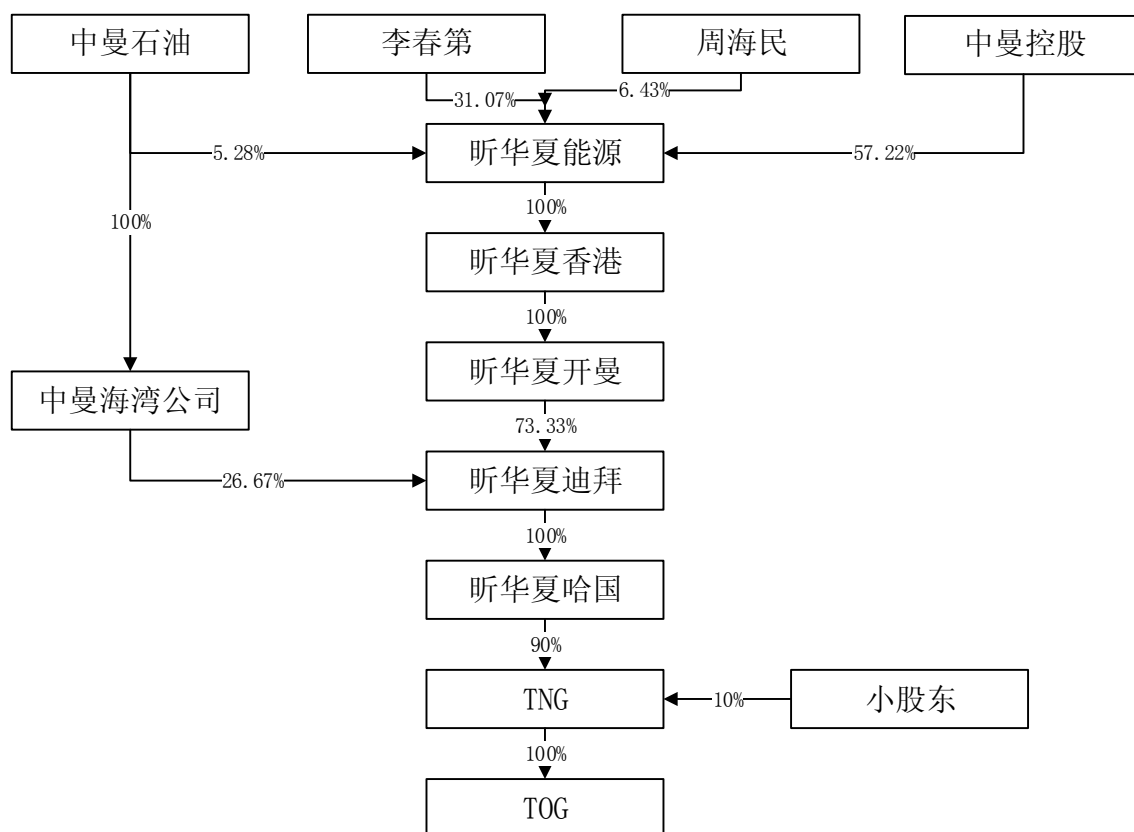 中曼石油
李春第
周海民
中曼控股
31.07%
6.43%
5.28%
昕华夏能源
57.22%
100%
100%
昕华夏香港
100%
昕华夏开曼
中曼海湾公司
73.33%
26.67%
昕华夏迪拜
100%
昕华夏哈国
90%
TNG
10%
小股东
100%
TOG